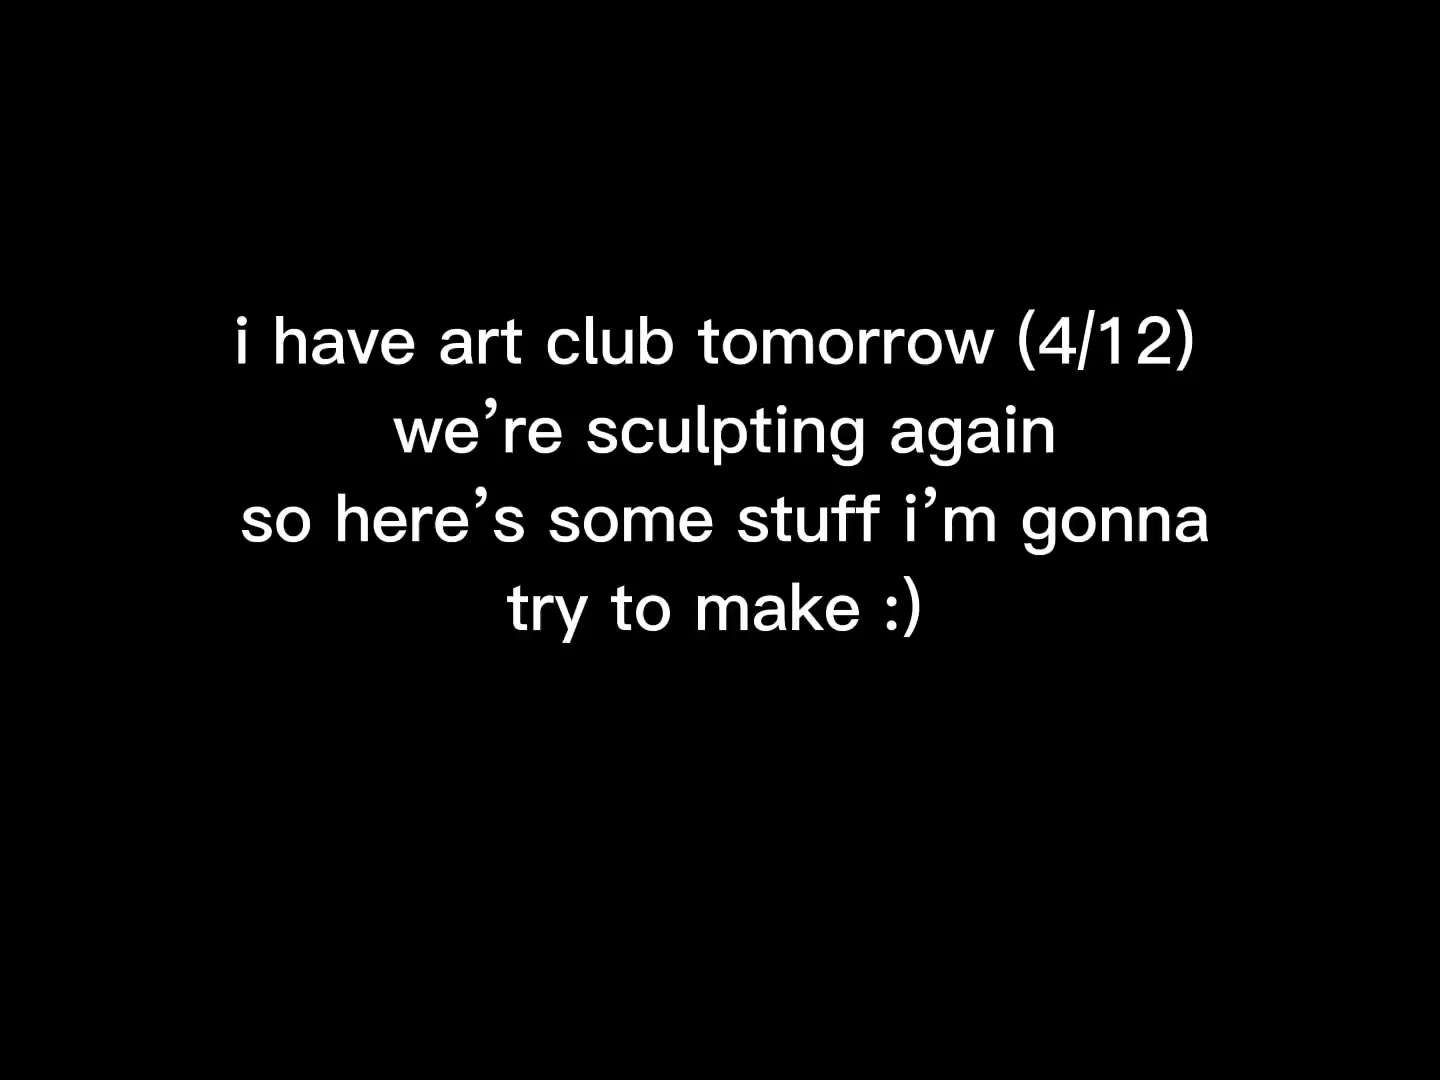 i have art club tomorrow (4/12)
we’re sculpting again
so here’s some stuff i’m gonna
try to make :)